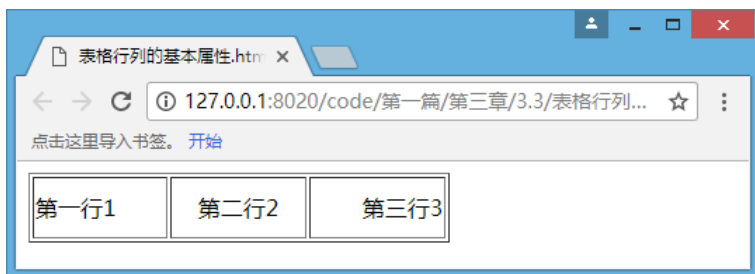 表格行列的基本属性.htm
127.0.0.1:8020/code/第一篇/第三章/3.3/表格行列...
点击这里导入书签。 开始
第一行1 第二行2 第三行3